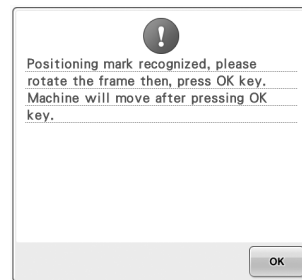 Positioning mark recognized, please
rotate the frame then, press OK key.
Machine will move after pressing OK
key.
OK